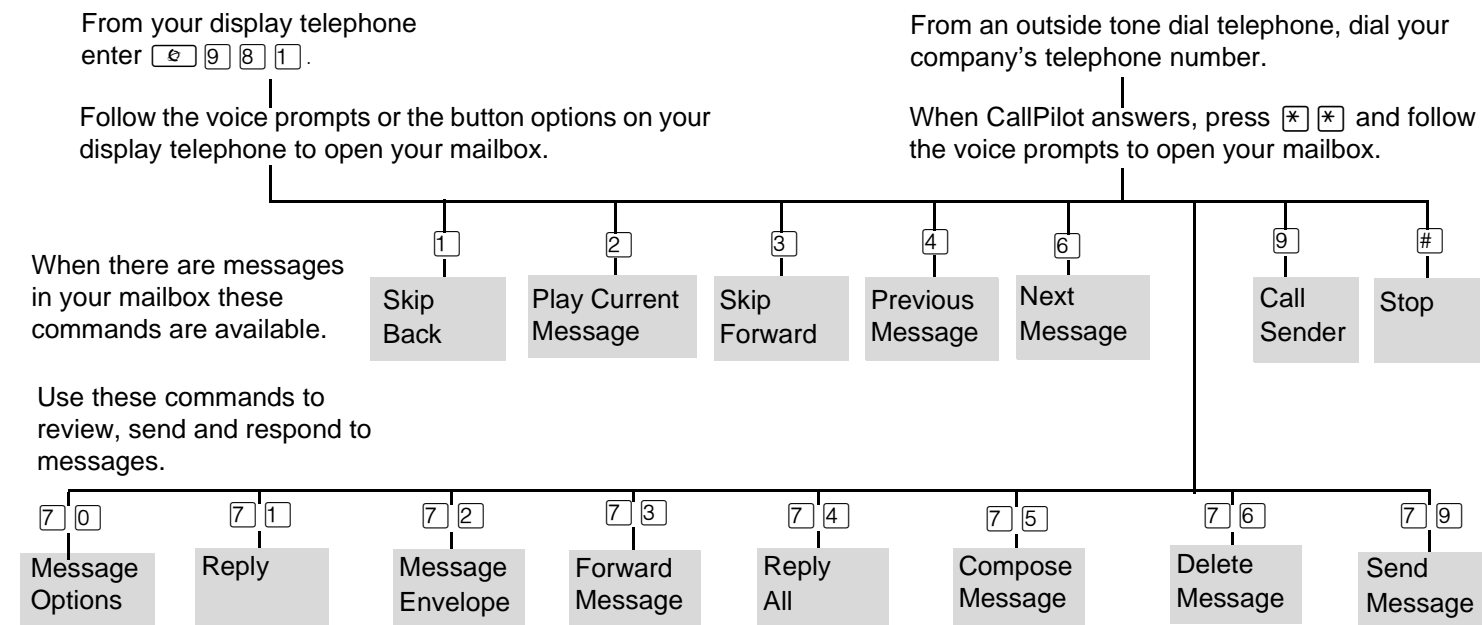 From your display telephone
enter 9 8 1 .
Follow the voice prompts or the button options on your
display telephone to open your mailbox.
From an outside tone dial telephone, dial your
company’s telephone number.
When CallPilot answers, press * * and follow
the voice prompts to open your mailbox.
When there are messages
in your mailbox these
commands are available.
1
Skip
Back
2
Play Current
Message
3
Skip
Forward
4
Previous
Message
6
Next
Message
9
Call
Sender
#
Stop
Use these commands to
review, send and respond to
messages.
7 0
Message
Options
7 1
Reply
7 2
Message
Envelope
7 3
Forward
Message
7 4
Reply
All
7 5
Compose
Message
7 6
Delete
Message
7 9
Send
Message